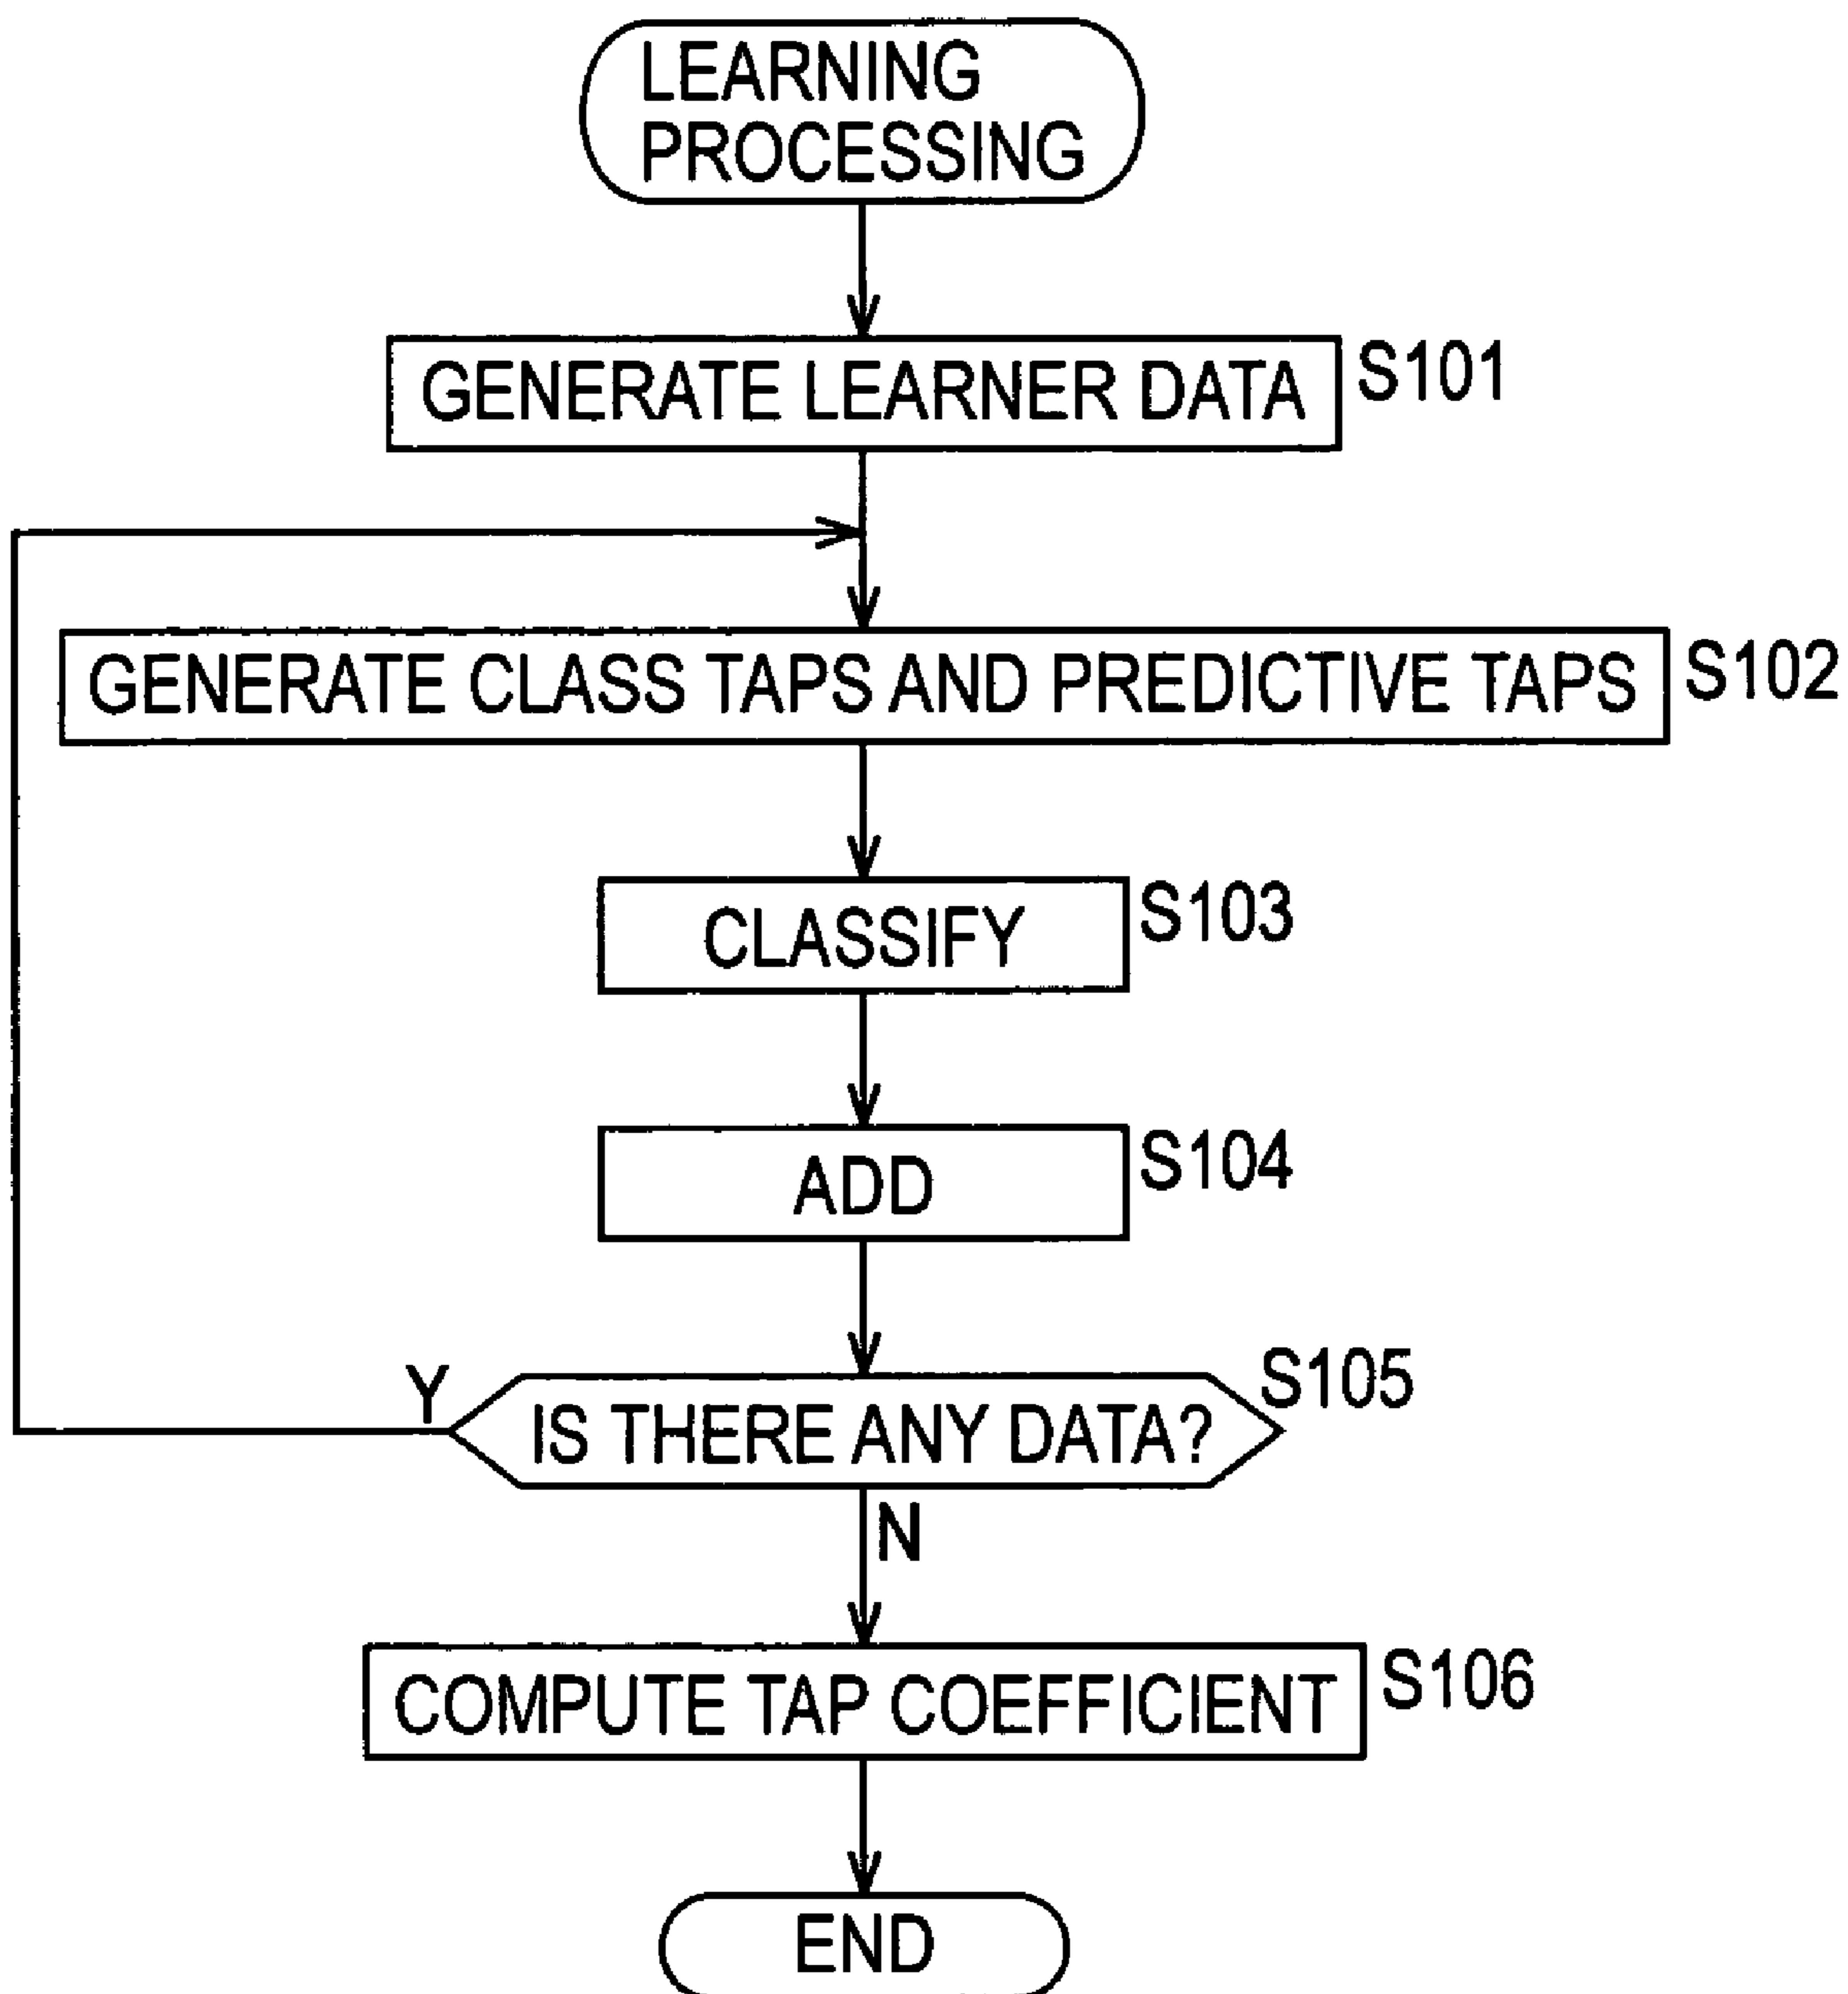 LEARNING
PROCESSING
GENERATE LEARNER DATA S101
GENERATE CLASS TAPS AND PREDICTIVE TAPS S102
CLASSIFY S103
ADD S104
Y
IS THERE ANY DATA? S105
N
COMPUTE TAP COEFFICIENT S106
END